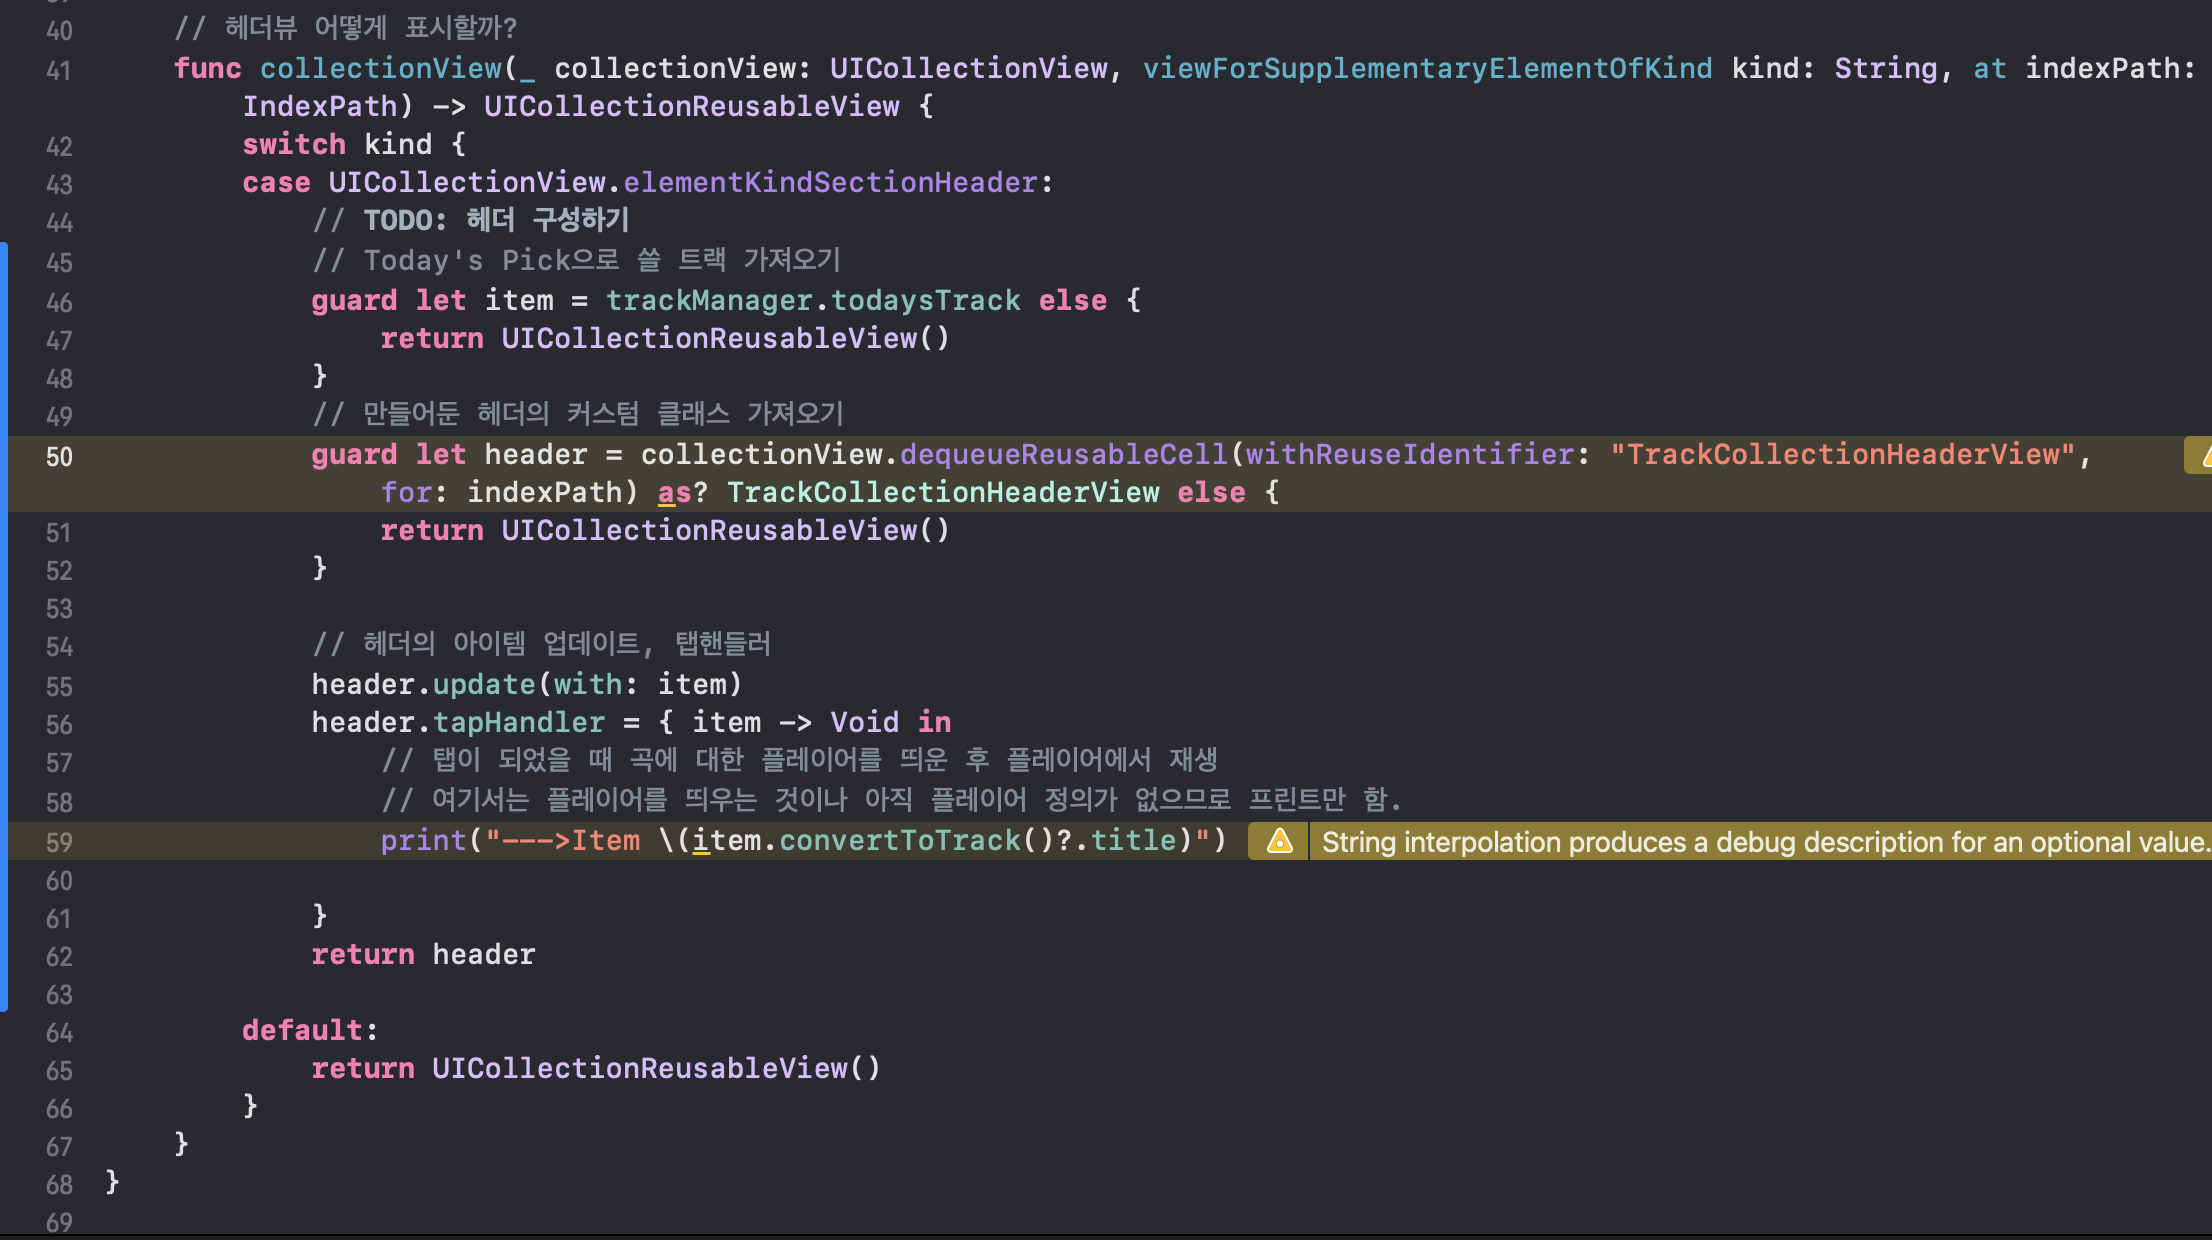 40 // 헤더뷰 어떻게 표시할까?
41 func collectionView(_ collectionView: UICollectionView, viewForSupplementaryElementOfKind kind: String, at indexPath:
IndexPath) -> UICollectionReusableView {
42 switch kind {
43 case UICollectionView.elementKindSectionHeader:
44 // TODO: 헤더 구성하기
45 // Today's Pick으로 쓸 트랙 가져오기
46 guard let item = trackManager.todaysTrack else {
47 return UICollectionReusableView()
48 }
49 // 만들어둔 헤더의 커스텀 클래스 가져오기
50 guard let header = collectionView.dequeueReusableCell(withReuseIdentifier: "TrackCollectionHeaderView",
for: indexPath) as? TrackCollectionHeaderView else {
51 return UICollectionReusableView()
52 }
53
54 // 헤더의 아이템 업데이트, 탭핸들러
55 header.update(with: item)
56 header.tapHandler = { item -> Void in
57 // 탭이 되었을 때 곡에 대한 플레이어를 띄운 후 플레이어에서 재생
58 // 여기서는 플레이어를 띄우는 것이나 아직 플레이어 정의가 없으므로 프린트만 함.
59 print("--->Item \(item.convertToTrack()?.title)") String interpolation produces a debug description for an optional value.
60
61 }
62 return header
63
64 default:
65 return UICollectionReusableView()
66 }
67 }
68 }
69